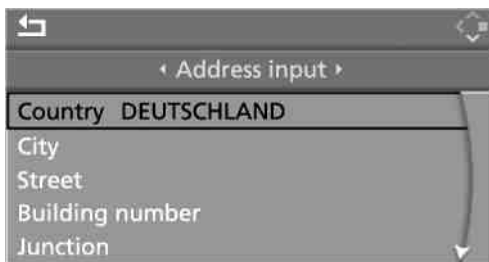 Address input
Country DEUTSCHLAND
City
Street
Building number
Junction